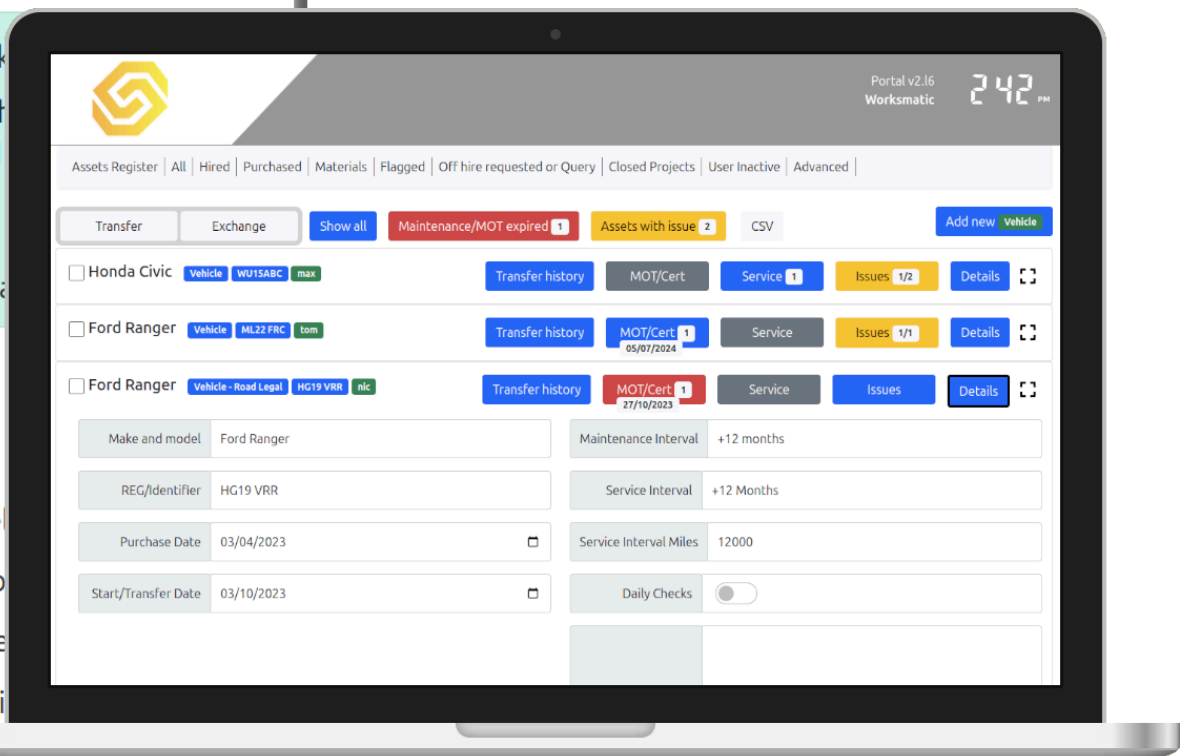 Portal v2.l6
Worksmatic
2 42 PM
Assets Register | All | Hired | Purchased | Materials | Flagged | Off hire requested or Query | Closed Projects | User Inactive | Advanced |
Transfer Exchange Show all Maintenance/MOT expired 1 Assets with issue 2 CSV Add new Vehicle
Honda Civic Vehicle WU15ABC max Transfer history MOT/Cert Service 1 Issues 1/2 Details
Ford Ranger Vehicle ML22 FRC tom Transfer history MOT/Cert 1 Service Issues 1/1 Details
05/07/2024
Ford Ranger Vehicle - Road Legal HG19 VRR nic Transfer history MOT/Cert 1 Service Issues Details
27/10/2023
Make and model Ford Ranger Maintenance Interval +12 months
REG/Identifier HG19 VRR Service Interval +12 Months
Purchase Date 03/04/2023 Service Interval Miles 12000
Start/Transfer Date 03/10/2023 Daily Checks